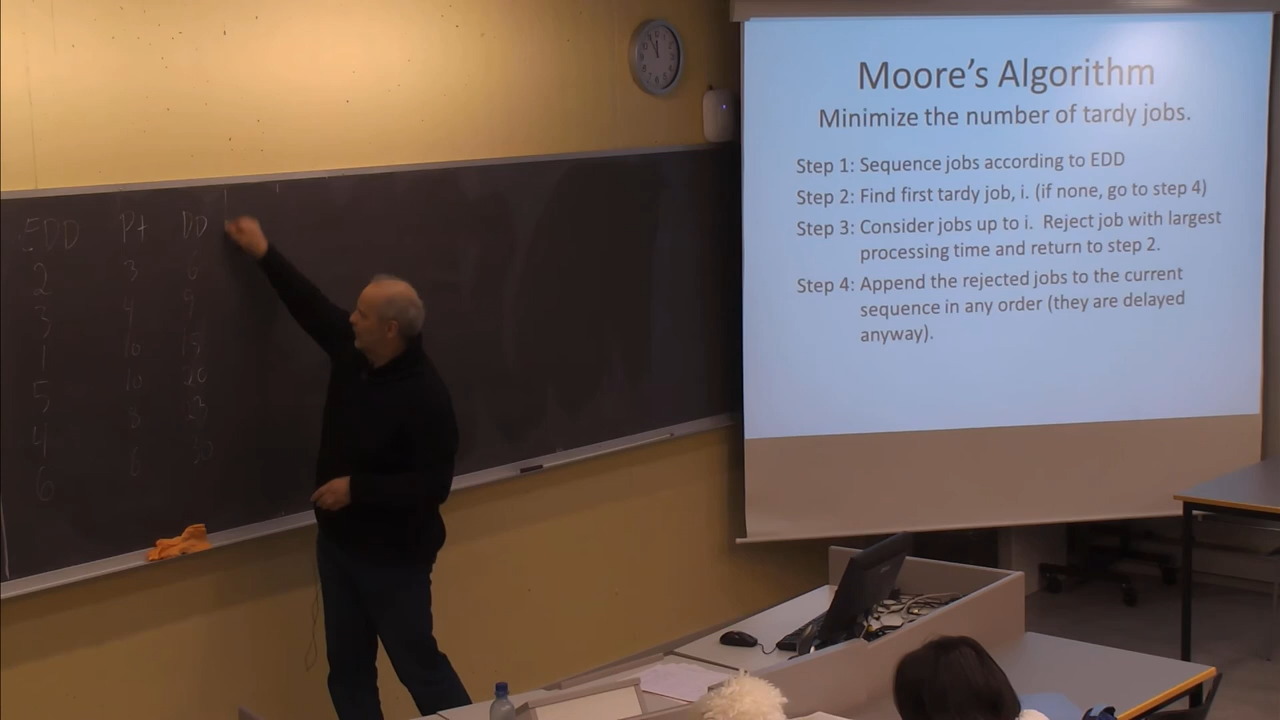 EDD Pt DD
2 3 6
3 4 9
1 10 15
5 10 20
4 8 23
6 6 30
Moore's Algorithm
Minimize the number of tardy jobs.
Step 1: Sequence jobs according to EDD
Step 2: Find first tardy job, i. (if none, go to step 4)
Step 3: Consider jobs up to i. Reject job with largest
processing time and return to step 2.
Step 4: Append the rejected jobs to the current
sequence in any order (they are delayed
anyway).